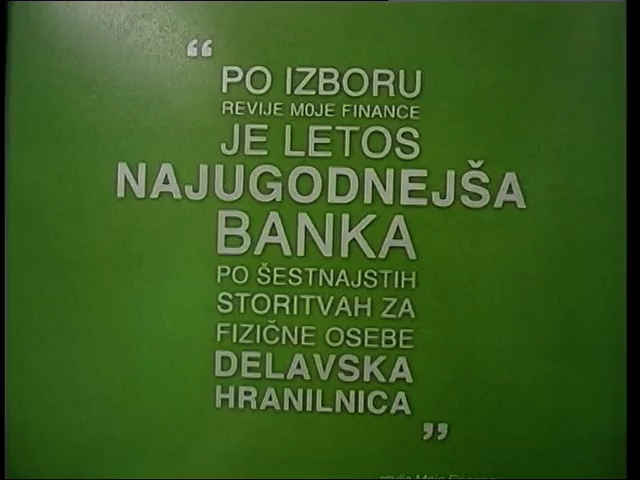 “
PO IZBORU
REVIJE MOJE FINANCE
JE LETOS
NAJUGODNEJŠA
BANKA
PO ŠESTNAJSTIH
STORITVAH ZA
FIZIČNE OSEBE
DELAVSKA
HRANILNICA
”